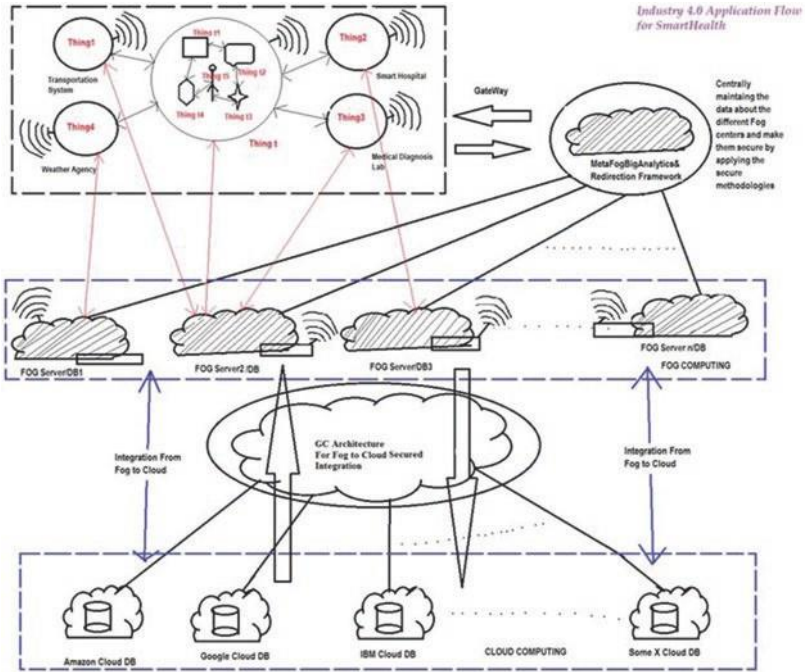 Industry 4.0 Application Flow
for SmartHealth
Thing1
Transportation
System
Thing t1
Thing t5
Thing t2
Thing t4
Thing t3
Thing t
Thing2
Smart Hospital
Thing4
Weather Agency
Thing3
Medical Diagnosis
Lab
GateWay
MetaFogBigAnalytics&
Redirection Framework
Centrally
maintaing the
data about the
different Fog
centers and make
them secure by
applying the
secure
methodologies
FOG Server/DB1
FOG Server2 /DB
FOG Server/DB3
FOG Server n/DB
FOG COMPUTING
Integration From
Fog to Cloud
GC Architecture
For Fog to Cloud Secured
Integration
Integration From
Fog to Cloud
Amazon Cloud DB
Google Cloud DB
IBM Cloud DB
CLOUD COMPUTING
Some X Cloud DB